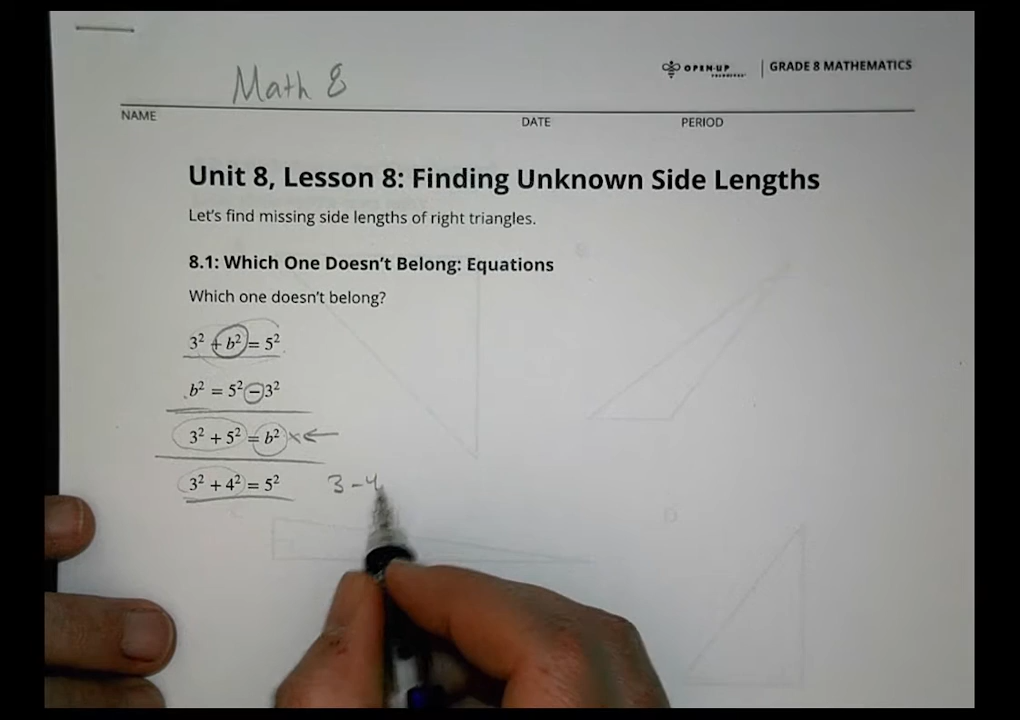 OPEN-UP | GRADE 8 MATHEMATICS
Math 8
NAME DATE PERIOD
Unit 8, Lesson 8: Finding Unknown Side Lengths
Let's find missing side lengths of right triangles.
8.1: Which One Doesn't Belong: Equations
Which one doesn't belong?
3² + b² = 5²
b² = 5² − 3²
3² + 5² = b² × ←
3² + 4² = 5² 3 - 4